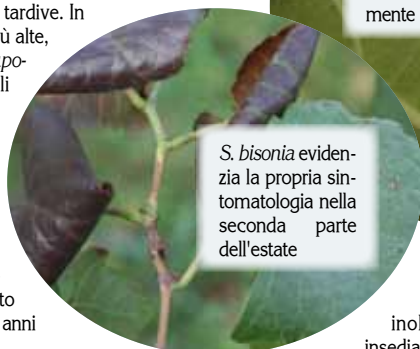 tardive. In
ù alte,
po-
li
mente
S. bisonia eviden-
zia la propria sin-
tomatologia nella
seconda parte
dell'estate
to
anni
inol
insedia